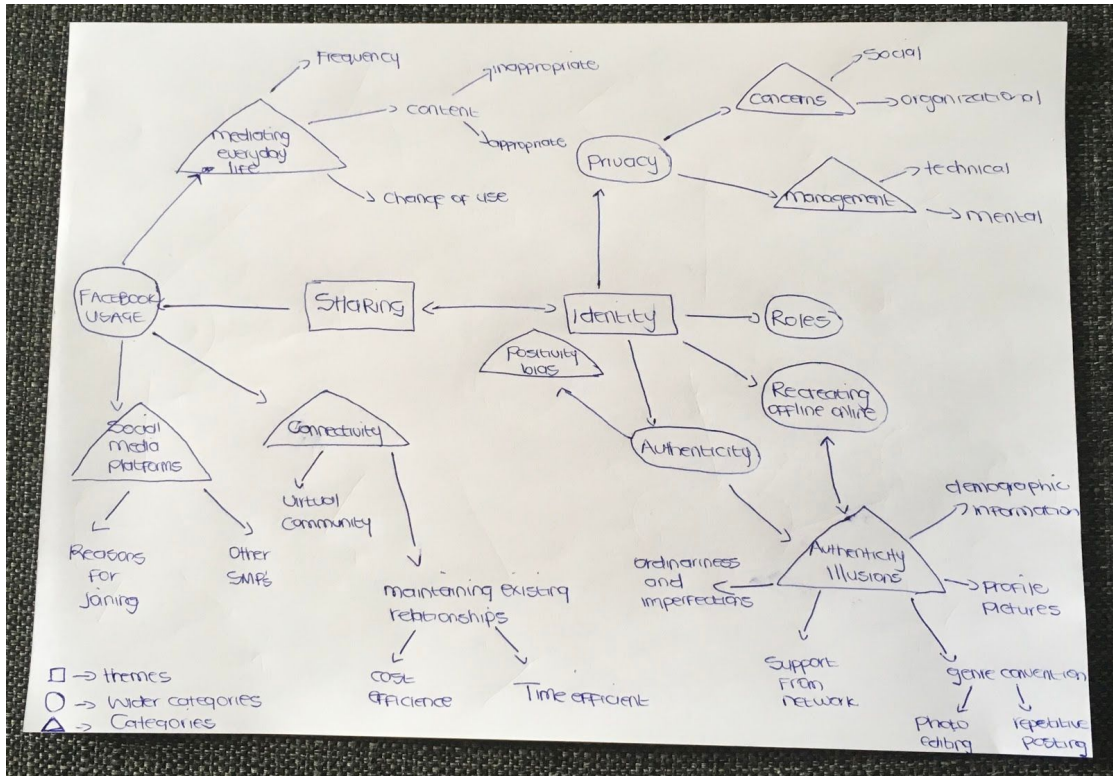 Frequency
content
inappropriate
appropriate
Change of use
mediating
everyday
life
Privacy
concerns
Social
organizational
management
technical
mental
FACEBOOK
USAGE
SHARING
Identity
Roles
Positivity
bias
Recreating
offline online
Authenticity
Social
media
platforms
Connectivity
Virtual
Community
Reasons
for
joining
Other
SMPs
maintaining existing
relationships
cost
efficience
Time efficient
Authenticity
Illusions
demographic
information
profile
pictures
ordinariness
and
imperfections
Support
from
network
genre convention
photo
editing
repetitive
posting
□ → themes
○ → Wider categories
△ → Categories